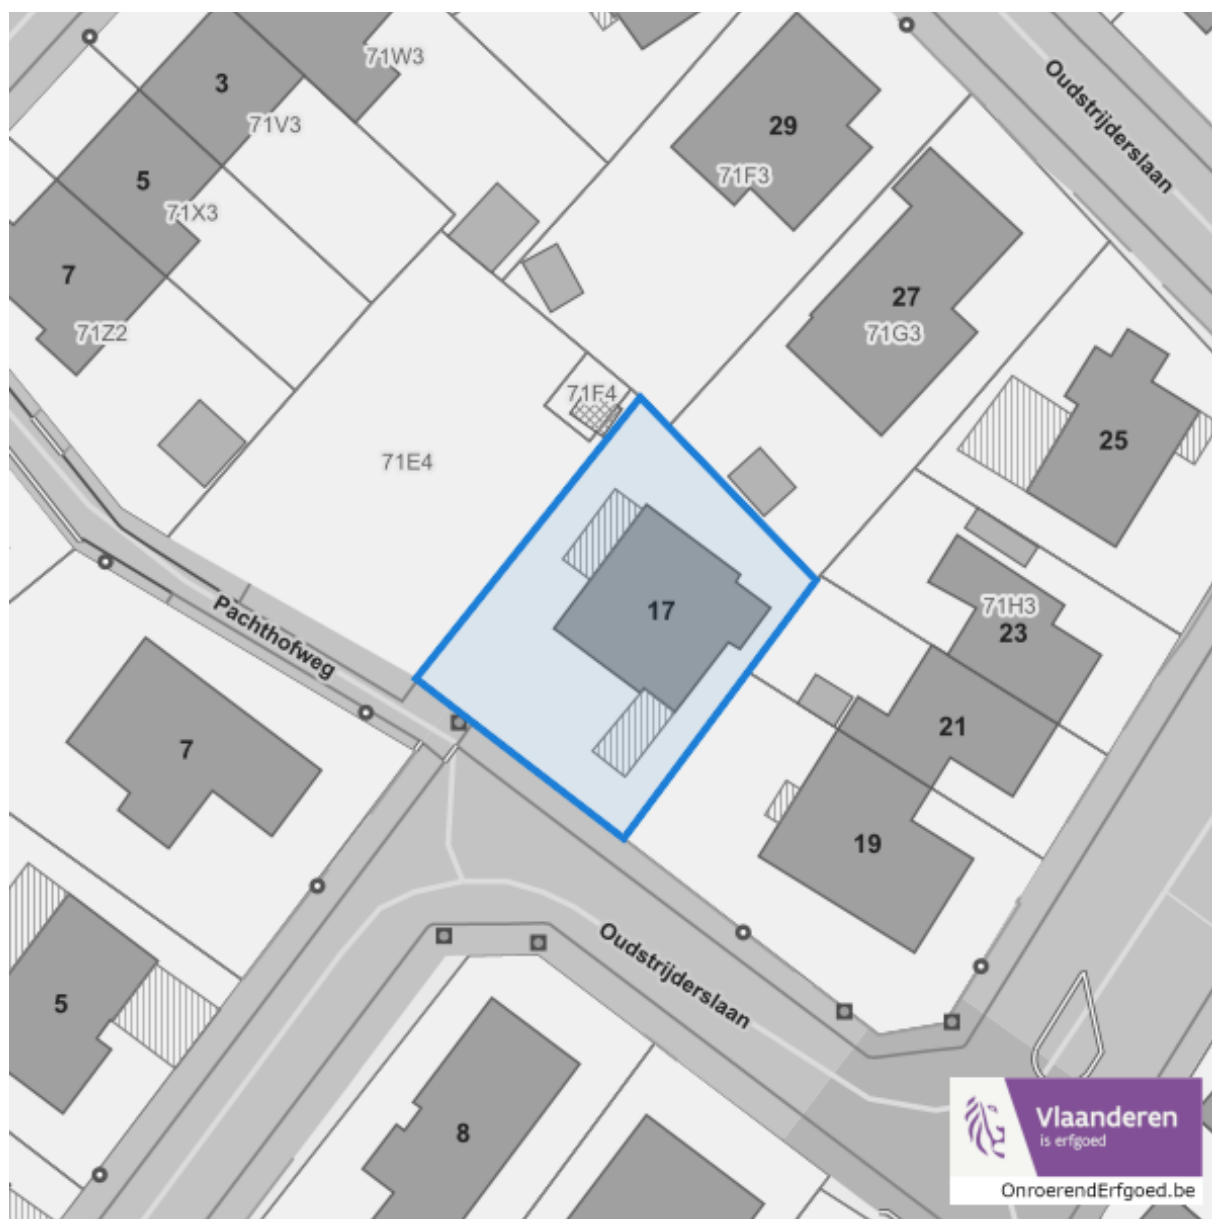 71W3
3
Oudstrijderslaan
71V3
29
5
71F3
71X3
7
27
71Z2
71G3
71F4
25
71E4
Pachthofweg
17
71H3
23
21
7
19
Oudstrijderslaan
5
8
Vlaanderen
is erfgoed
OnroerendErfgoed.be